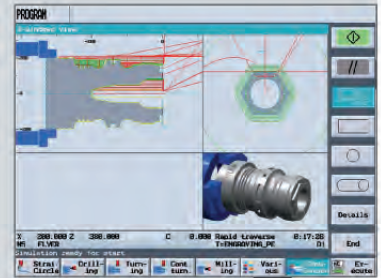 PROGRAM
3-window view
X 200.000 Z 300.000 C 0.000 Rapid traverse 0:17:28
N5 FLYER T:ENGRAVING_PE D1
Simulation ready for start
Details
End
Strai Circle
Drill- ing
Turn- ing
Cont. turn.
Mill- ing
Vari- ous
Ex- ecute